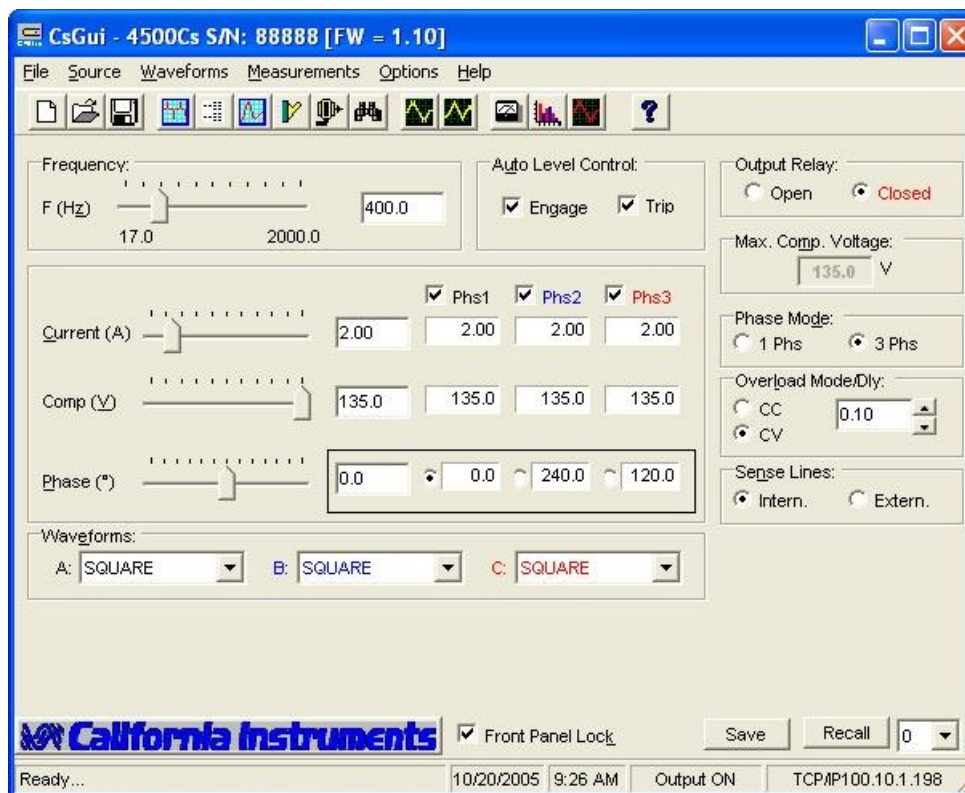 CsGui - 4500Cs S/N: 88888 [FW = 1.10]
File Source Waveforms Measurements Options Help
Frequency:
F (Hz) 400.0
17.0 2000.0
Auto Level Control:
Engage Trip
Output Relay:
Open Closed
Max. Comp. Voltage:
135.0 V
Phs1 Phs2 Phs3
Current (A) 2.00 2.00 2.00 2.00
Comp (V) 135.0 135.0 135.0 135.0
Phase (°) 0.0 0.0 240.0 120.0
Phase Mode:
1 Phs 3 Phs
Overload Mode/Dly:
CC 0.10
CV
Sense Lines:
Intern. Extern.
Waveforms:
A: SQUARE B: SQUARE C: SQUARE
California Instruments Front Panel Lock Save Recall 0
Ready... 10/20/2005 9:26 AM Output ON TCP/IP100.10.1.198